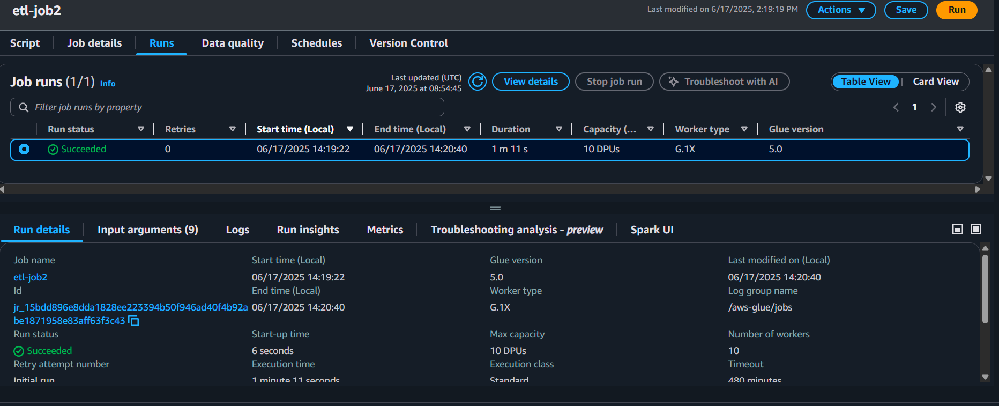 etl-job2
Last modified on 6/17/2025, 2:19:19 PM Actions Save Run
Script Job details Runs Data quality Schedules Version Control
Job runs (1/1) Info
Last updated (UTC)
June 17, 2025 at 08:54:45
View details Stop job run Troubleshoot with AI Table View Card View
Filter job runs by property
1
Run status Retries Start time (Local) End time (Local) Duration Capacity (... Worker type Glue version
Succeeded 0 06/17/2025 14:19:22 06/17/2025 14:20:40 1 m 11 s 10 DPUs G.1X 5.0
Run details Input arguments (9) Logs Run insights Metrics Troubleshooting analysis - preview Spark UI
Job name Start time (Local) Glue version Last modified on (Local)
etl-job2 06/17/2025 14:19:22 5.0 06/17/2025 14:20:40
Id End time (Local) Worker type Log group name
jr_15bdd896e8dda1828ee223394b50f946ad40f4b92a 06/17/2025 14:20:40 G.1X /aws-glue/jobs
be1871958e83aff63f3c43
Run status Start-up time Max capacity Number of workers
Succeeded 6 seconds 10 DPUs 10
Retry attempt number Execution time Execution class Timeout
Initial run 1 minute 11 seconds Standard 480 minutes